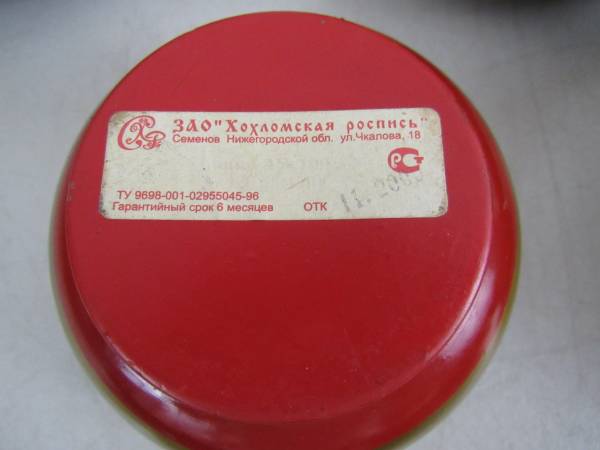 ЗАО "Хохломская роспись"
Семенов Нижегородской обл. ул.Чкалова, 18
РСТ
ТУ 9698-001-02955045-96
Гарантийный срок 6 месяцев ОТК